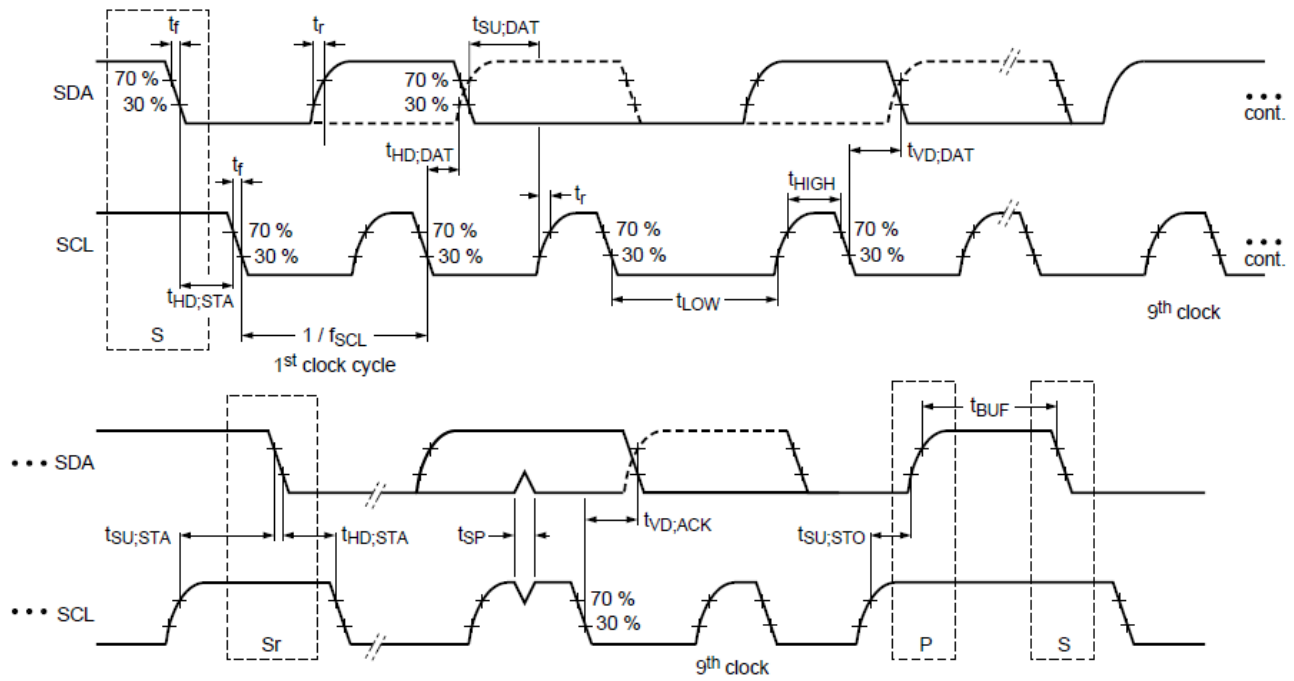 tf tr tSU;DAT
70 % 70 %
SDA 30 % 30 % ••• cont.
tHD;DAT tVD;DAT
tf tr tHIGH
70 % 70 % 70 %
SCL 30 % 30 % 30 % 30 % ••• cont.
tHD;STA tLOW
S 1 / fSCL 9th clock
1st clock cycle
tBUF
••• SDA
tSU;STA tHD;STA tSP tVD;ACK tSU;STO
70 %
••• SCL 30 %
Sr P S
9th clock